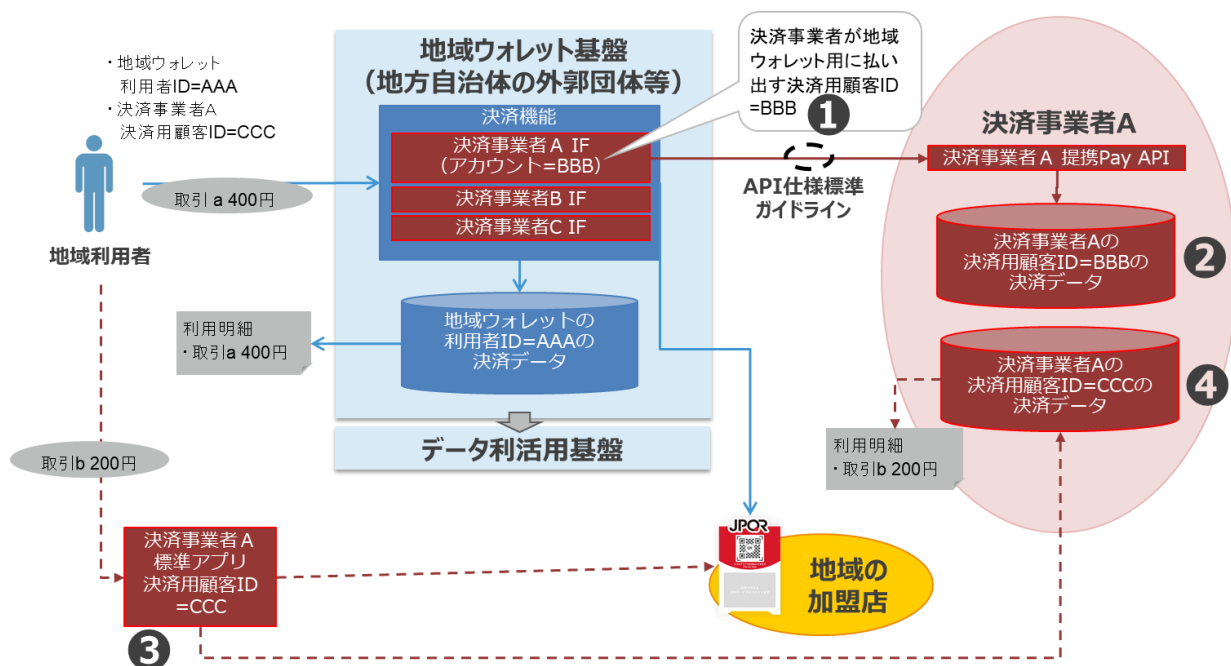 ・地域ウォレット
利用者ID=AAA
・決済事業者A
決済用顧客ID=CCC
地域利用者
取引a 400円
地域ウォレット基盤
（地方自治体の外郭団体等）
決済機能
決済事業者A IF
（アカウント=BBB）
決済事業者B IF
決済事業者C IF
決済事業者が地域
ウォレット用に払い
出す決済用顧客ID
=BBB
1
API仕様標準
ガイドライン
決済事業者A
決済事業者A 提携Pay API
決済事業者Aの
決済用顧客ID=BBBの
決済データ
2
地域ウォレットの
利用者ID=AAAの
決済データ
利用明細
・取引a 400円
データ利活用基盤
決済事業者Aの
決済用顧客ID=CCCの
決済データ
4
利用明細
・取引b 200円
取引b 200円
決済事業者A
標準アプリ
決済用顧客ID
=CCC
3
JPQR
地域の
加盟店